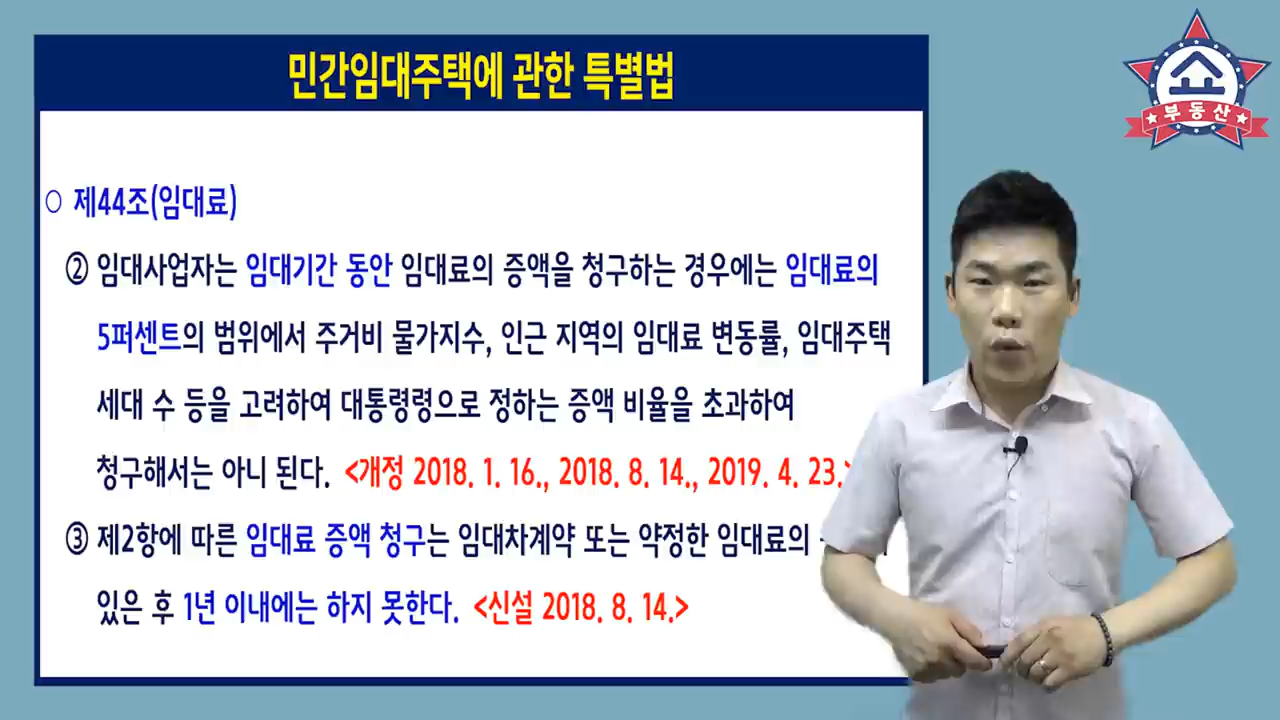 민간임대주택에 관한 특별법
부동산
○ 제44조(임대료)
② 임대사업자는 임대기간 동안 임대료의 증액을 청구하는 경우에는 임대료의
5퍼센트의 범위에서 주거비 물가지수, 인근 지역의 임대료 변동률, 임대주택
세대 수 등을 고려하여 대통령령으로 정하는 증액 비율을 초과하여
청구해서는 아니 된다. <개정 2018. 1. 16., 2018. 8. 14., 2019. 4. 23.>
③ 제2항에 따른 임대료 증액 청구는 임대차계약 또는 약정한 임대료의
있은 후 1년 이내에는 하지 못한다. <신설 2018. 8. 14.>